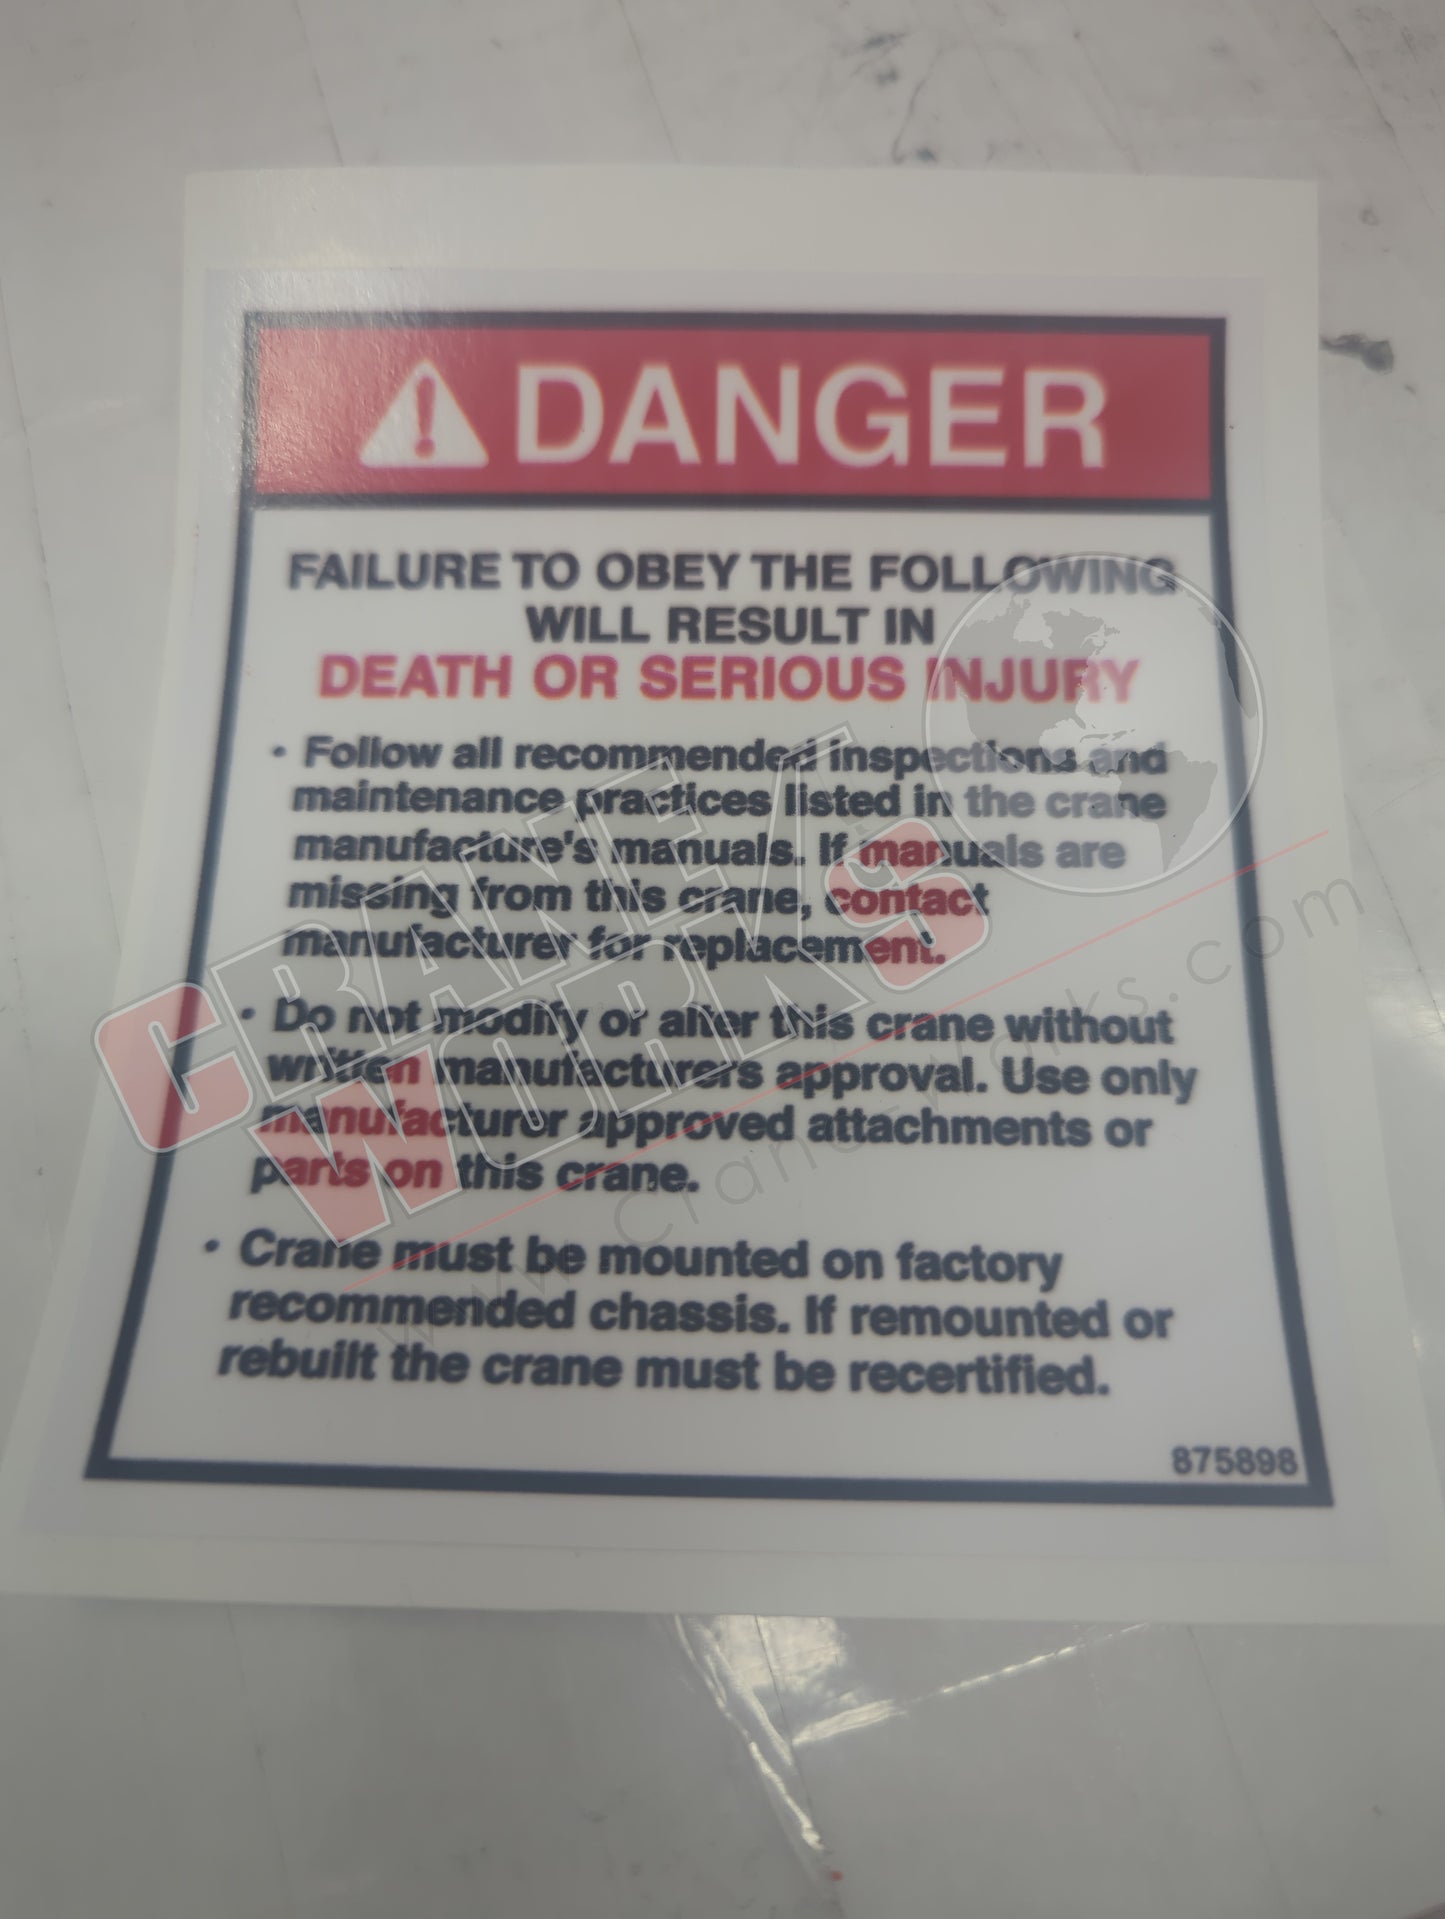 DANGER
FAILURE TO OBEY THE FOLLOWING
WILL RESULT IN
DEATH OR SERIOUS INJURY
• Follow all recommended inspections and
maintenance practices listed in the crane
manufacture's manuals. If manuals are
missing from this crane, contact
manufacturer for replacement.
• Do not modify or alter this crane without
written manufacturers approval. Use only
manufacturer approved attachments or
parts on this crane.
• Crane must be mounted on factory
recommended chassis. If remounted or
rebuilt the crane must be recertified.
875898
CRANE
WORKS
www.craneworks.com